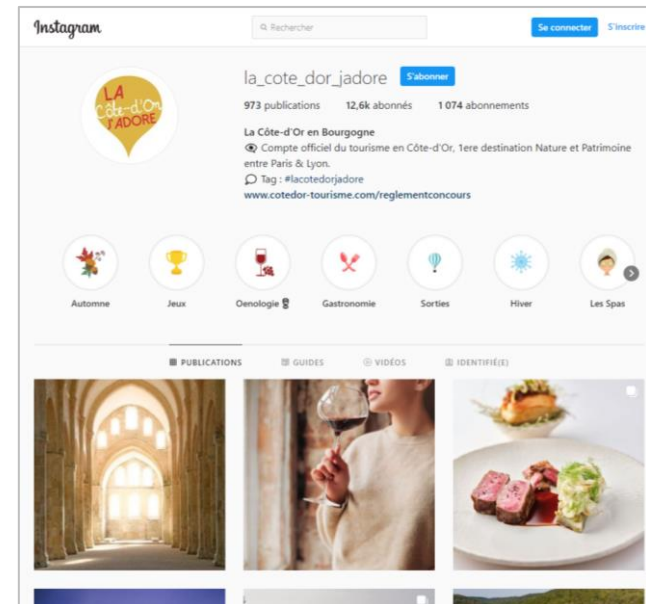 Instagram
Rechercher
Se connecter
S'inscrire
LA
Côte-d'Or
J'ADORE
la_cote_dor_jadore
S'abonner
973 publications 12,6k abonnés 1 074 abonnements
La Côte-d'Or en Bourgogne
Compte officiel du tourisme en Côte-d'Or, 1ere destination Nature et Patrimoine
entre Paris & Lyon.
Tag : #lacotedorjadore
www.cotedor-tourisme.com/reglementconcours
Automne Jeux Oenologie Gastronomie Sorties Hiver Les Spas
PUBLICATIONS GUIDES VIDÉOS IDENTIFIÉ(E)